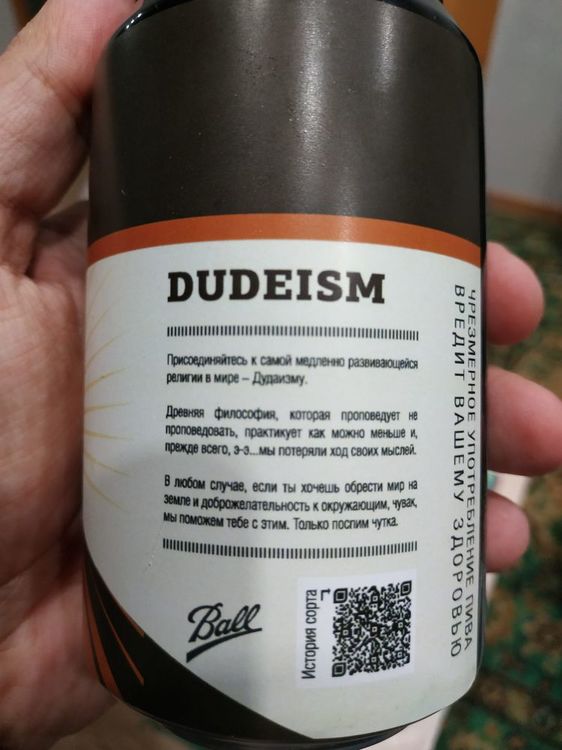 DUDEISM
Присоединяйтесь к самой медленно развивающейся
религии в мире – Дудаизму.
Древняя философия, которая проповедует не
проповедовать, практикует как можно меньше и,
прежде всего, э-э...мы потеряли ход своих мыслей.
В любом случае, если ты хочешь обрести мир на
земле и доброжелательность к окружающим, чувак,
мы поможем тебе с этим. Только поспим чутка.
Ball
История сорта
ЧРЕЗМЕРНОЕ УПОТРЕБЛЕНИЕ ПИВА
ВРЕДИТ ВАШЕМУ ЗДОРОВЬЮ